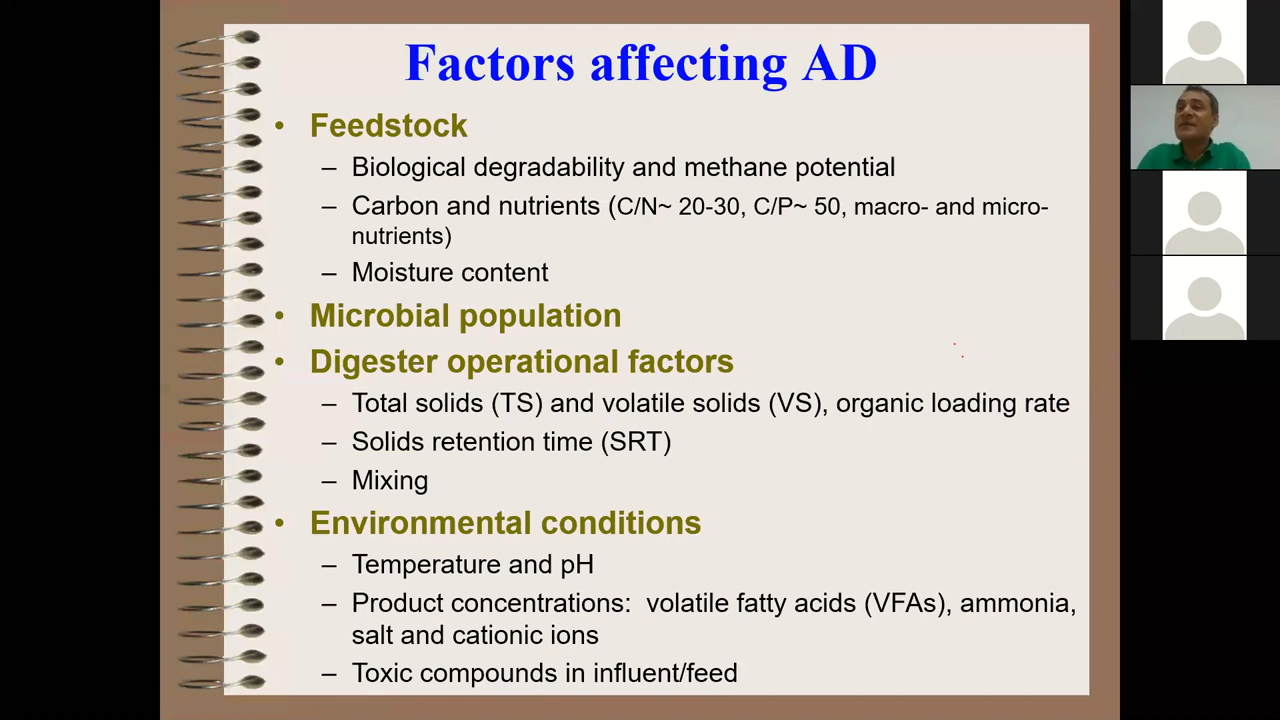 Factors affecting AD
• Feedstock
– Biological degradability and methane potential
– Carbon and nutrients (C/N~ 20-30, C/P~ 50, macro- and micro-
nutrients)
– Moisture content
• Microbial population
• Digester operational factors
– Total solids (TS) and volatile solids (VS), organic loading rate
– Solids retention time (SRT)
– Mixing
• Environmental conditions
– Temperature and pH
– Product concentrations: volatile fatty acids (VFAs), ammonia,
salt and cationic ions
– Toxic compounds in influent/feed